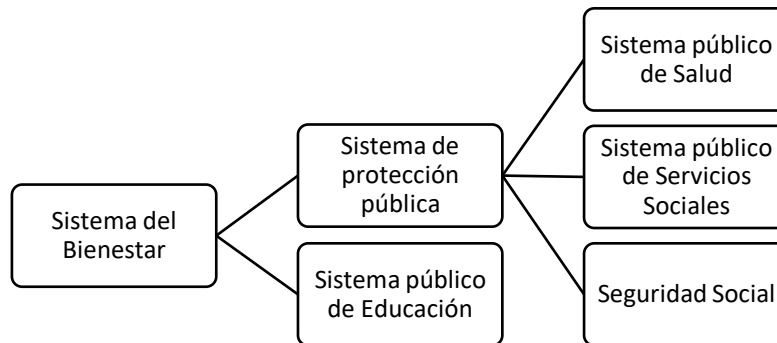 Sistema del
Bienestar
Sistema de
protección
pública
Sistema público
de Educación
Sistema público
de Salud
Sistema público
de Servicios
Sociales
Seguridad Social